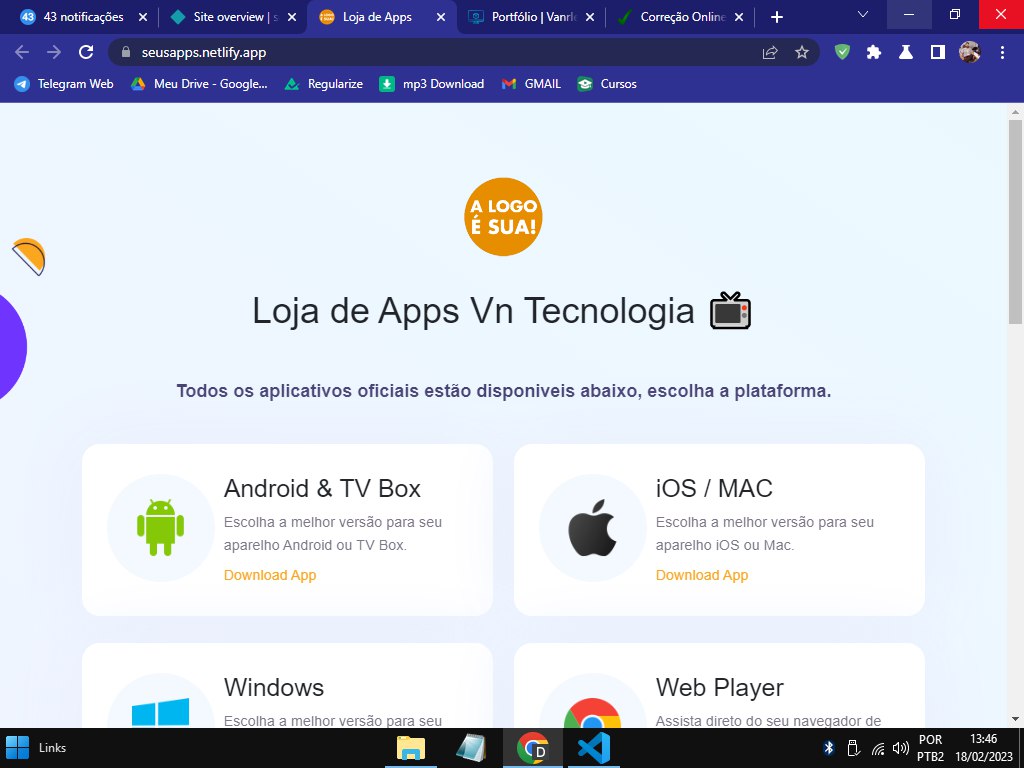 43 43 notificações
Site overview | s
Loja de Apps
Portfólio | Vanrle
Correção Online
seusapps.netlify.app
Telegram Web
Meu Drive - Google...
Regularize
mp3 Download
GMAIL
Cursos
A LOGO
É SUA!
Loja de Apps Vn Tecnologia
Todos os aplicativos oficiais estão disponiveis abaixo, escolha a plataforma.
Android & TV Box
Escolha a melhor versão para seu
aparelho Android ou TV Box.
Download App
iOS / MAC
Escolha a melhor versão para seu
aparelho iOS ou Mac.
Download App
Windows
Escolha a melhor versão para seu
Web Player
Assista direto do seu navegador de
Links
D
POR
PTB2
13:46
18/02/2023